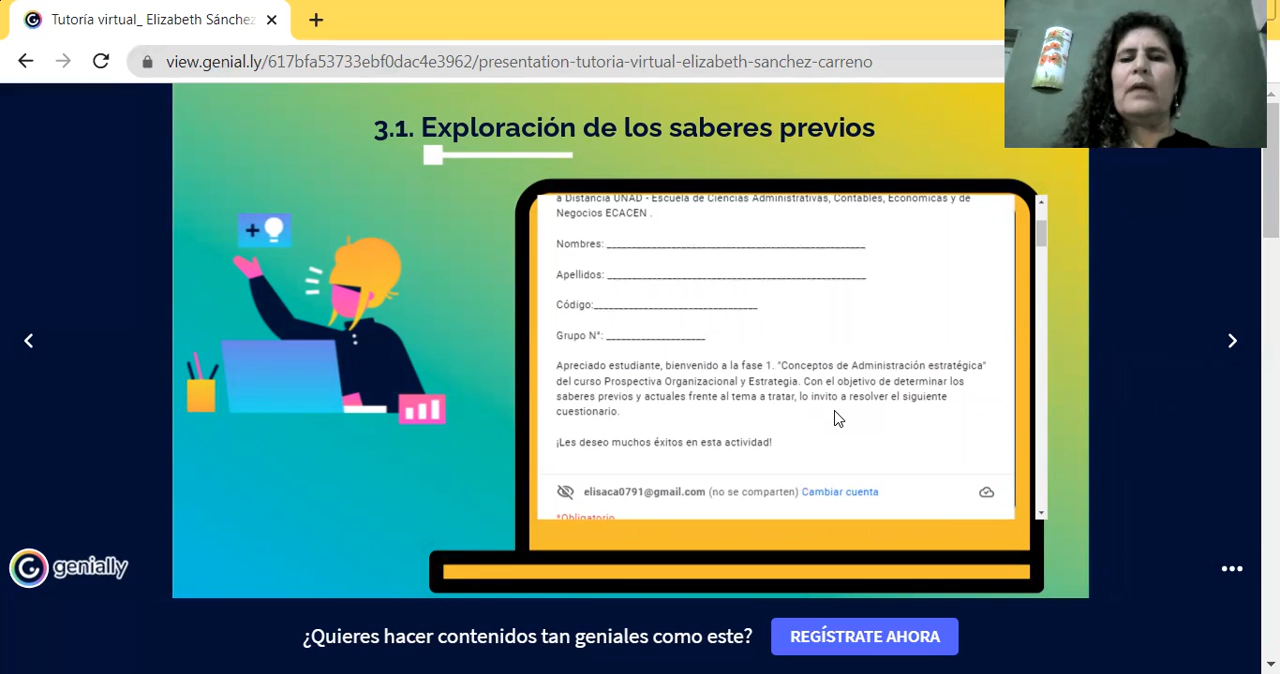 Tutoría virtual_ Elizabeth Sánchez
view.genial.ly/617bfa53733ebf0dac4e3962/presentation-tutoria-virtual-elizabeth-sanchez-carreno
3.1. Exploración de los saberes previos
a Distancia UNAD - Escuela de Ciencias Administrativas, Contables, Económicas y de
Negocios ECACEN .
Nombres: ______________________________________________
Apellidos: ______________________________________________
Código:_____________________________
Grupo N°: __________________
Apreciado estudiante, bienvenido a la fase 1. "Conceptos de Administración estratégica"
del curso Prospectiva Organizacional y Estrategia. Con el objetivo de determinar los
saberes previos y actuales frente al tema a tratar, lo invito a resolver el siguiente
cuestionario.
¡Les deseo muchos éxitos en esta actividad!
elisaca0791@gmail.com (no se comparten) Cambiar cuenta
*Obligatorio
genially
¿Quieres hacer contenidos tan geniales como este?
REGÍSTRATE AHORA